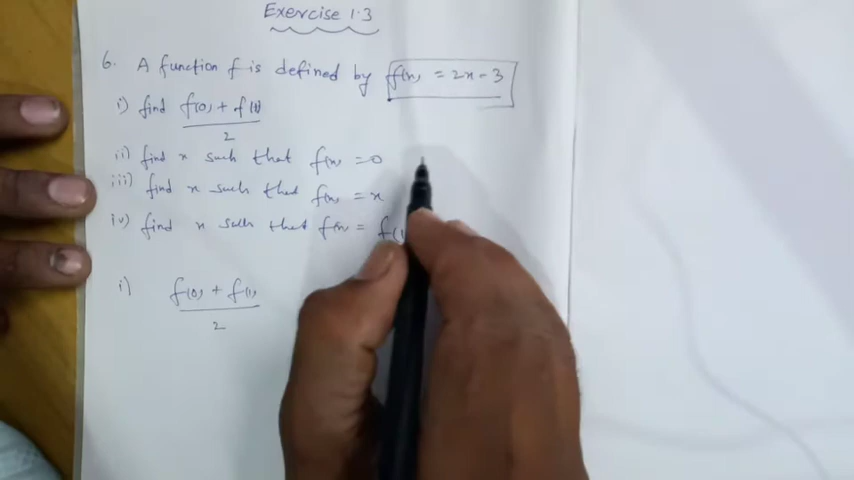 Exercise 1.3
6. A function f is defined by f(x) = 2x - 3
i) find f(0) + f(1)
2
ii) find x such that f(x) = 0
iii) find x such that f(x) = x
iv) find x such that f(x) = f(1
i) f(0) + f(1)
2